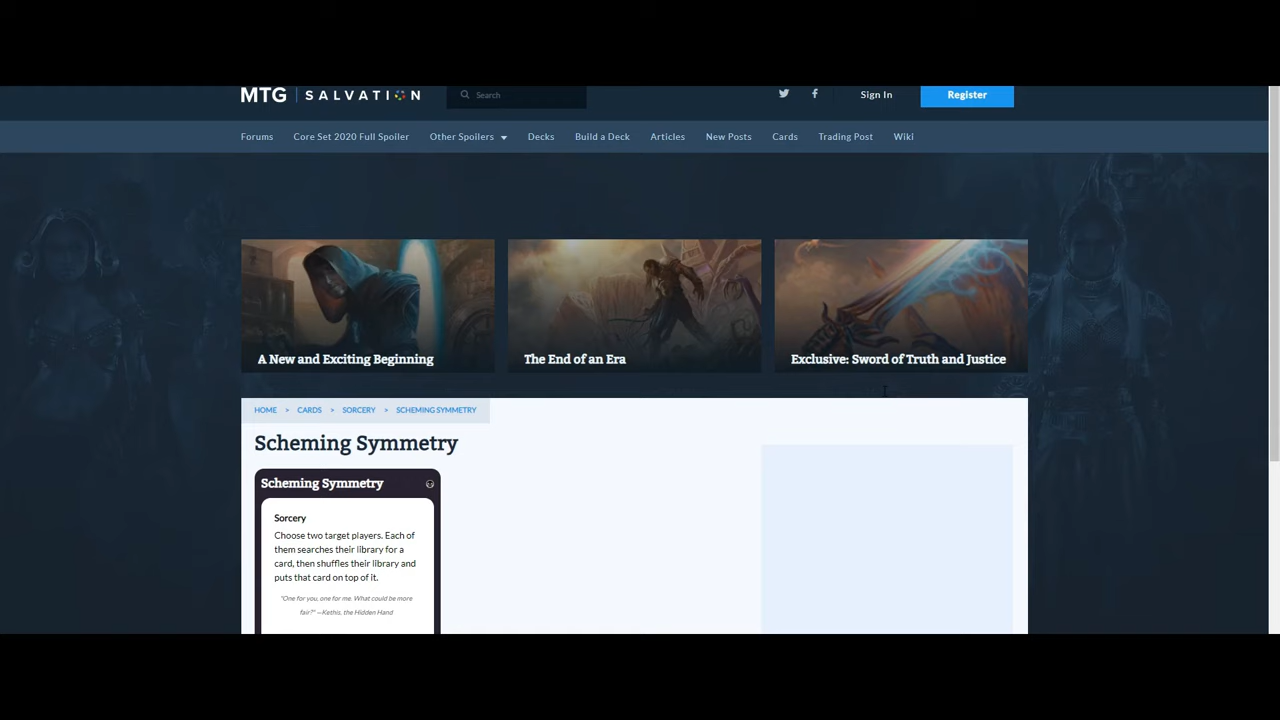 MTG SALVATION
Search
Sign In
Register
Forums
Core Set 2020 Full Spoiler
Other Spoilers
Decks
Build a Deck
Articles
New Posts
Cards
Trading Post
Wiki
A New and Exciting Beginning
The End of an Era
Exclusive: Sword of Truth and Justice
HOME > CARDS > SORCERY > SCHEMING SYMMETRY
Scheming Symmetry
Scheming Symmetry
Sorcery
Choose two target players. Each of
them searches their library for a
card, then shuffles their library and
puts that card on top of it.
"One for you, one for me. What could be more
fair?" —Kethis, the Hidden Hand